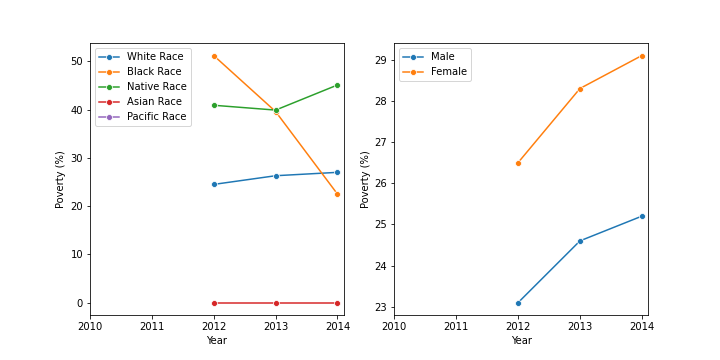 White Race
Black Race
Native Race
Asian Race
Pacific Race
50
40
30
20
10
0
Poverty (%)
2010 2011 2012 2013 2014
Year
Male
Female
29
28
27
26
25
24
23
Poverty (%)
2010 2011 2012 2013 2014
Year